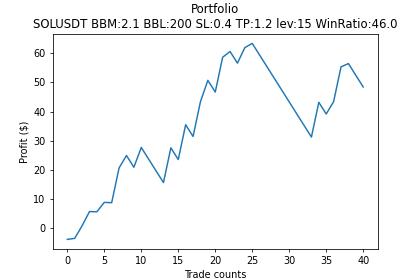 Portfolio
SOLUSDT BBM:2.1 BBL:200 SL:0.4 TP:1.2 lev:15 WinRatio:46.0
60
50
40
30
20
10
0
Profit ($)
0 5 10 15 20 25 30 35 40
Trade counts